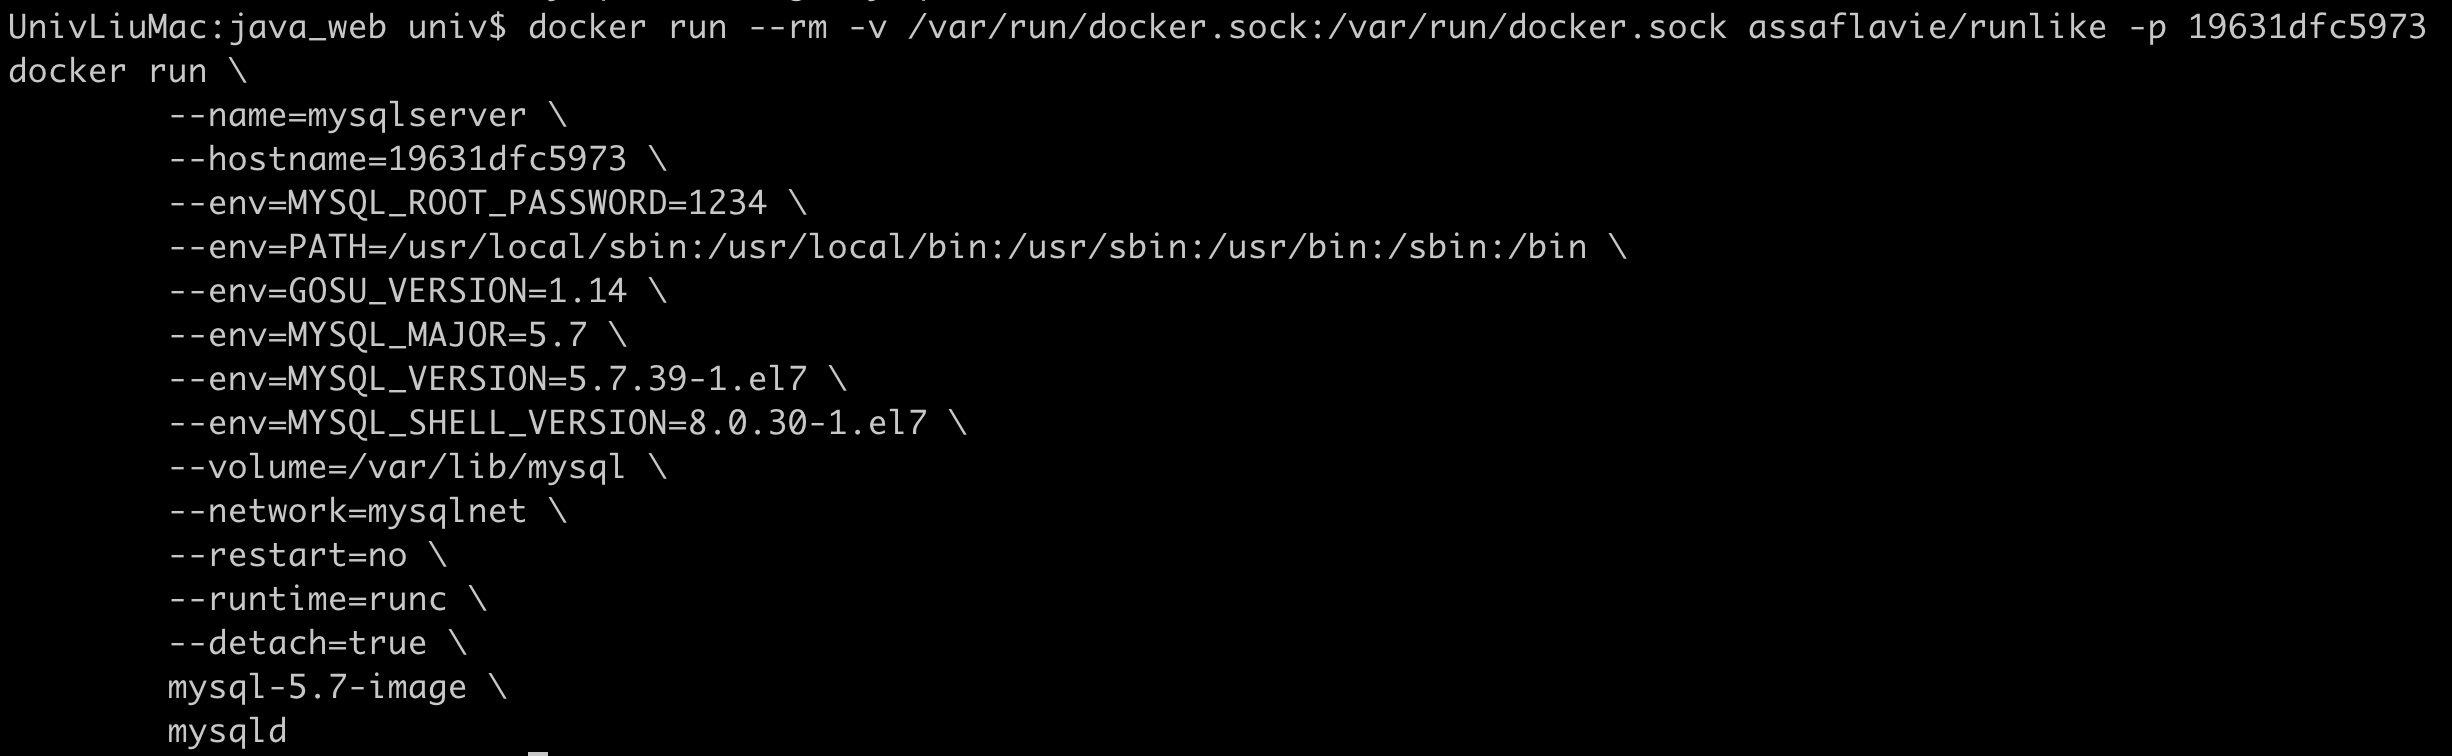 UnivLiuMac:java_web univ$ docker run --rm -v /var/run/docker.sock:/var/run/docker.sock assaflavie/runlike -p 19631dfc5973
docker run \
--name=mysqlserver \
--hostname=19631dfc5973 \
--env=MYSQL_ROOT_PASSWORD=1234 \
--env=PATH=/usr/local/sbin:/usr/local/bin:/usr/sbin:/usr/bin:/sbin:/bin \
--env=GOSU_VERSION=1.14 \
--env=MYSQL_MAJOR=5.7 \
--env=MYSQL_VERSION=5.7.39-1.el7 \
--env=MYSQL_SHELL_VERSION=8.0.30-1.el7 \
--volume=/var/lib/mysql \
--network=mysqlnet \
--restart=no \
--runtime=runc \
--detach=true \
mysql-5.7-image \
mysqld